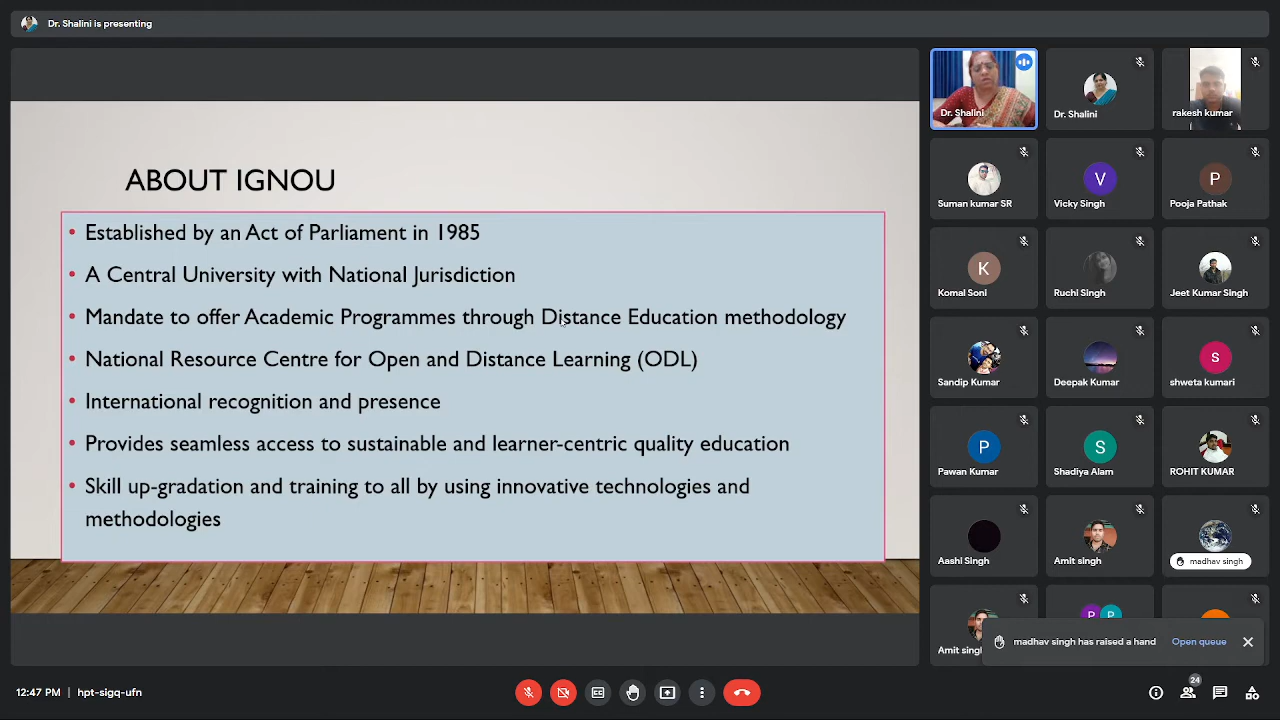 Dr. Shalini is presenting
ABOUT IGNOU
• Established by an Act of Parliament in 1985
• A Central University with National Jurisdiction
• Mandate to offer Academic Programmes through Distance Education methodology
• National Resource Centre for Open and Distance Learning (ODL)
• International recognition and presence
• Provides seamless access to sustainable and learner-centric quality education
• Skill up-gradation and training to all by using innovative technologies and
methodologies
Dr. Shalini
Dr. Shalini
rakesh kumar
Suman kumar SR
V
Vicky Singh
P
Pooja Pathak
K
Komal Soni
Ruchi Singh
Jeet Kumar Singh
Sandip Kumar
Deepak Kumar
s
shweta kumari
P
Pawan Kumar
S
Shadiya Alam
ROHIT KUMAR
Aashi Singh
Amit singh
madhav singh
Amit singh
P P
madhav singh has raised a hand Open queue
12:47 PM | hpt-sigq-ufn
24